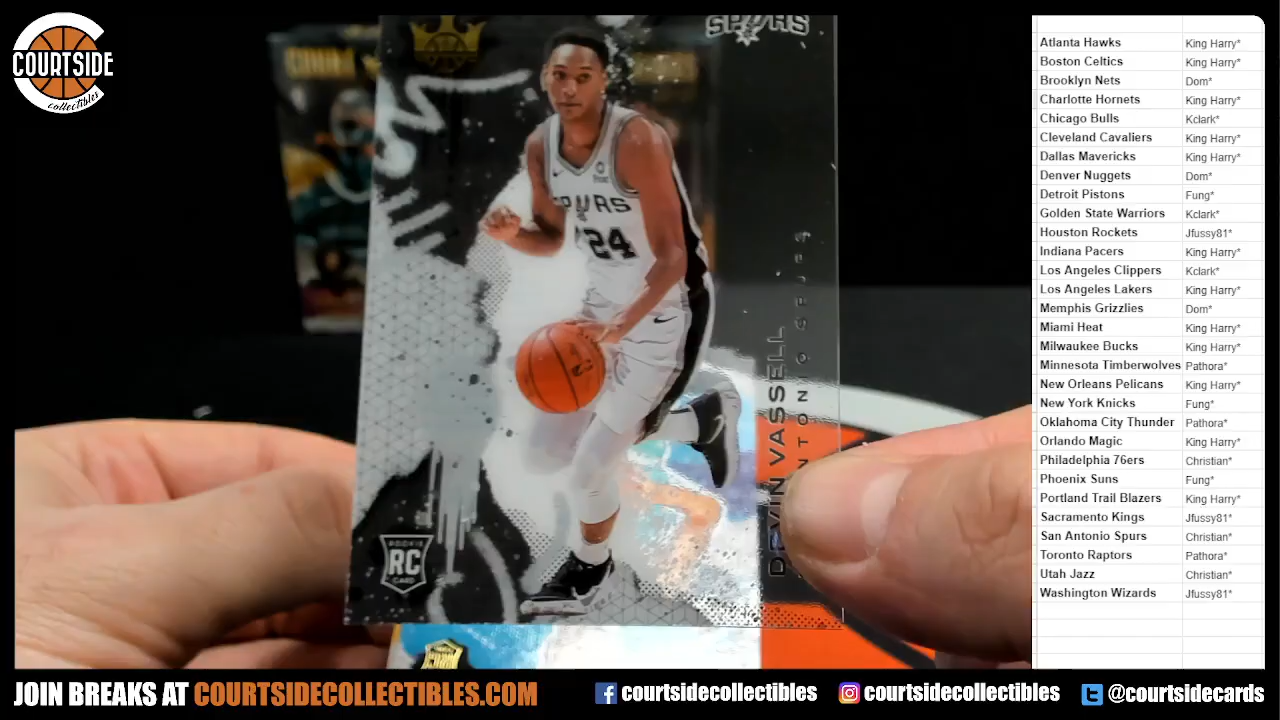 COURTSIDE
collectibles
SPURS
SPURS
24
DEVIN VASSELL
ROOKIE
RC
CARD
Atlanta Hawks King Harry*
Boston Celtics King Harry*
Brooklyn Nets Dom*
Charlotte Hornets King Harry*
Chicago Bulls Kclark*
Cleveland Cavaliers King Harry*
Dallas Mavericks King Harry*
Denver Nuggets Dom*
Detroit Pistons Fung*
Golden State Warriors Kclark*
Houston Rockets Jfussy81*
Indiana Pacers King Harry*
Los Angeles Clippers Kclark*
Los Angeles Lakers King Harry*
Memphis Grizzlies Dom*
Miami Heat King Harry*
Milwaukee Bucks King Harry*
Minnesota Timberwolves Pathora*
New Orleans Pelicans King Harry*
New York Knicks Fung*
Oklahoma City Thunder Pathora*
Orlando Magic King Harry*
Philadelphia 76ers Christian*
Phoenix Suns Fung*
Portland Trail Blazers King Harry*
Sacramento Kings Jfussy81*
San Antonio Spurs Christian*
Toronto Raptors Pathora*
Utah Jazz Christian*
Washington Wizards Jfussy81*
JOIN BREAKS AT COURTSIDECOLLECTIBLES.COM courtsidecollectibles courtsidecollectibles @courtsidecards